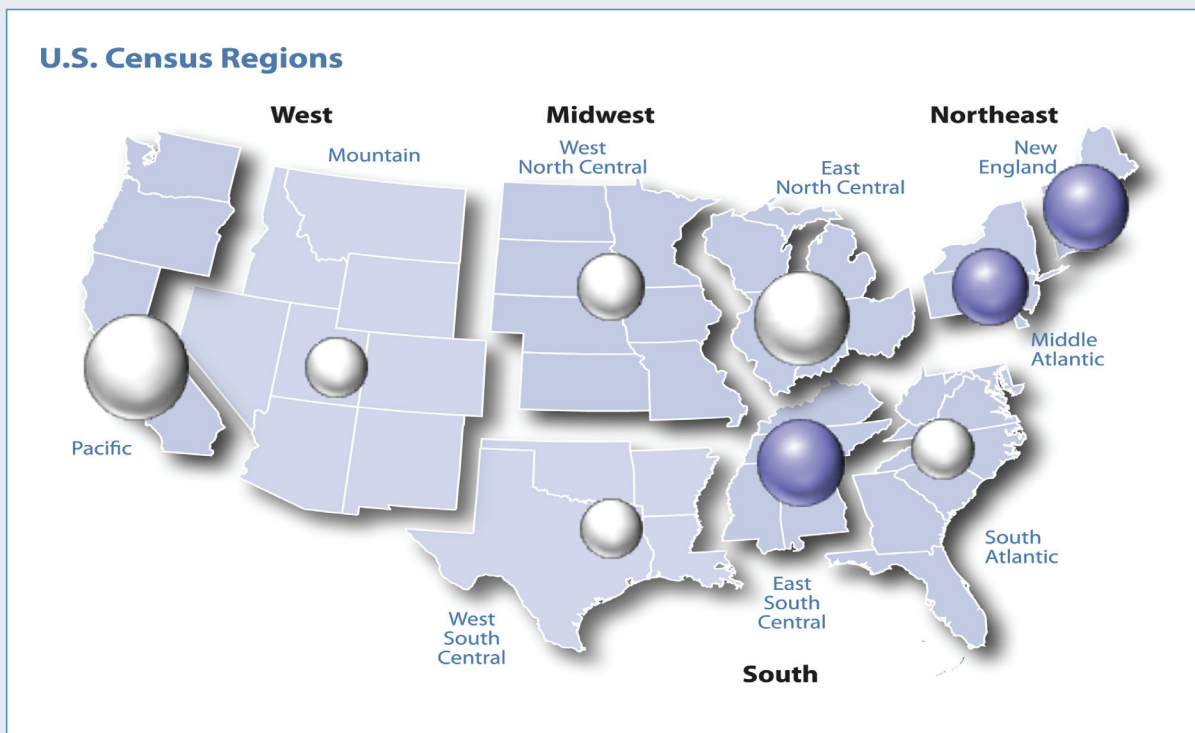 U.S. Census Regions
West
Midwest
Northeast
Mountain
West
North Central
East
North Central
New
England
Middle
Atlantic
Pacific
South
Atlantic
West
South
Central
East
South
Central
South